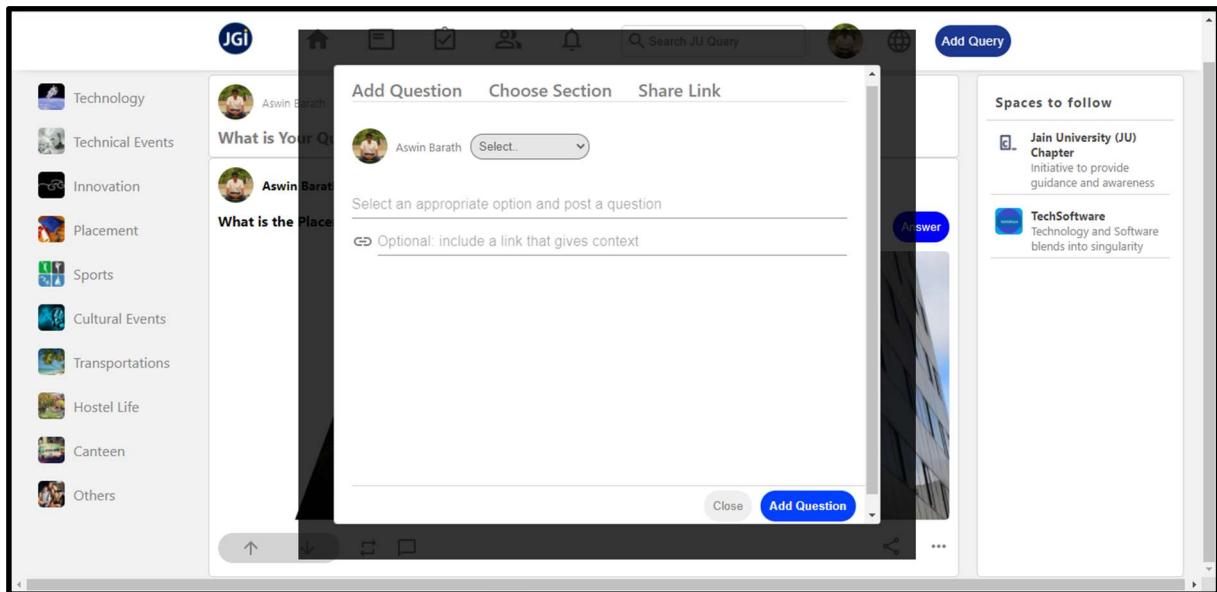 JGi
Search JU Query
Add Query
Technology
Technical Events
Innovation
Placement
Sports
Cultural Events
Transportations
Hostel Life
Canteen
Others
Aswin Barath
What is Your Qu
Aswin Barat
What is the Place
Answer
Add Question Choose Section Share Link
Aswin Barath Select..
Select an appropriate option and post a question
Optional: include a link that gives context
Close Add Question
Spaces to follow
Jain University (JU)
Chapter
Initiative to provide
guidance and awareness
TechSoftware
Technology and Software
blends into singularity